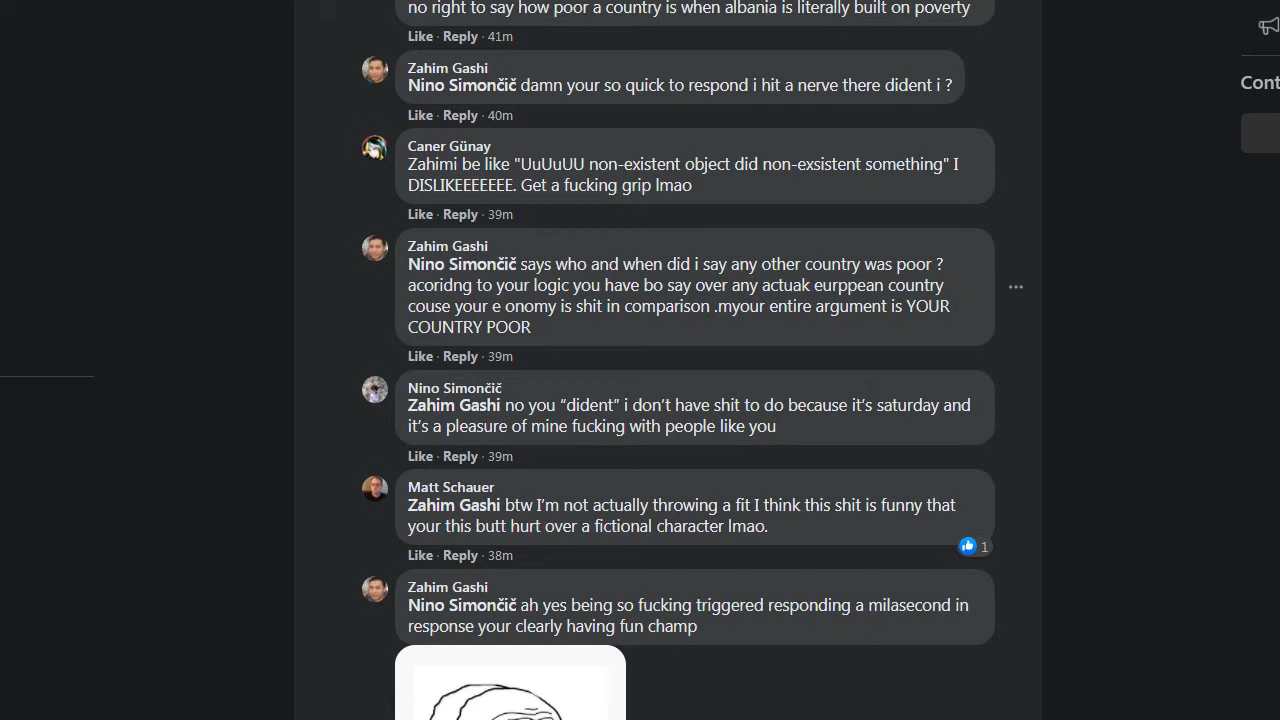 no right to say how poor a country is when albania is literally built on poverty
Like · Reply · 41m
Zahim Gashi
Nino Simončič damn your so quick to respond i hit a nerve there dident i ?
Like · Reply · 40m
Caner Günay
Zahimi be like "UuUuUU non-existent object did non-exsistent something" I
DISLIKEEEEEEE. Get a fucking grip lmao
Like · Reply · 39m
Zahim Gashi
Nino Simončič says who and when did i say any other country was poor ?
acoridng to your logic you have bo say over any actuak eurppean country
couse your e onomy is shit in comparison .myour entire argument is YOUR
COUNTRY POOR
Like · Reply · 39m
Nino Simončič
Zahim Gashi no you “dident” i don’t have shit to do because it’s saturday and
it’s a pleasure of mine fucking with people like you
Like · Reply · 39m
Matt Schauer
Zahim Gashi btw I’m not actually throwing a fit I think this shit is funny that
your this butt hurt over a fictional character lmao.
1
Like · Reply · 38m
Zahim Gashi
Nino Simončič ah yes being so fucking triggered responding a milasecond in
response your clearly having fun champ
Cont